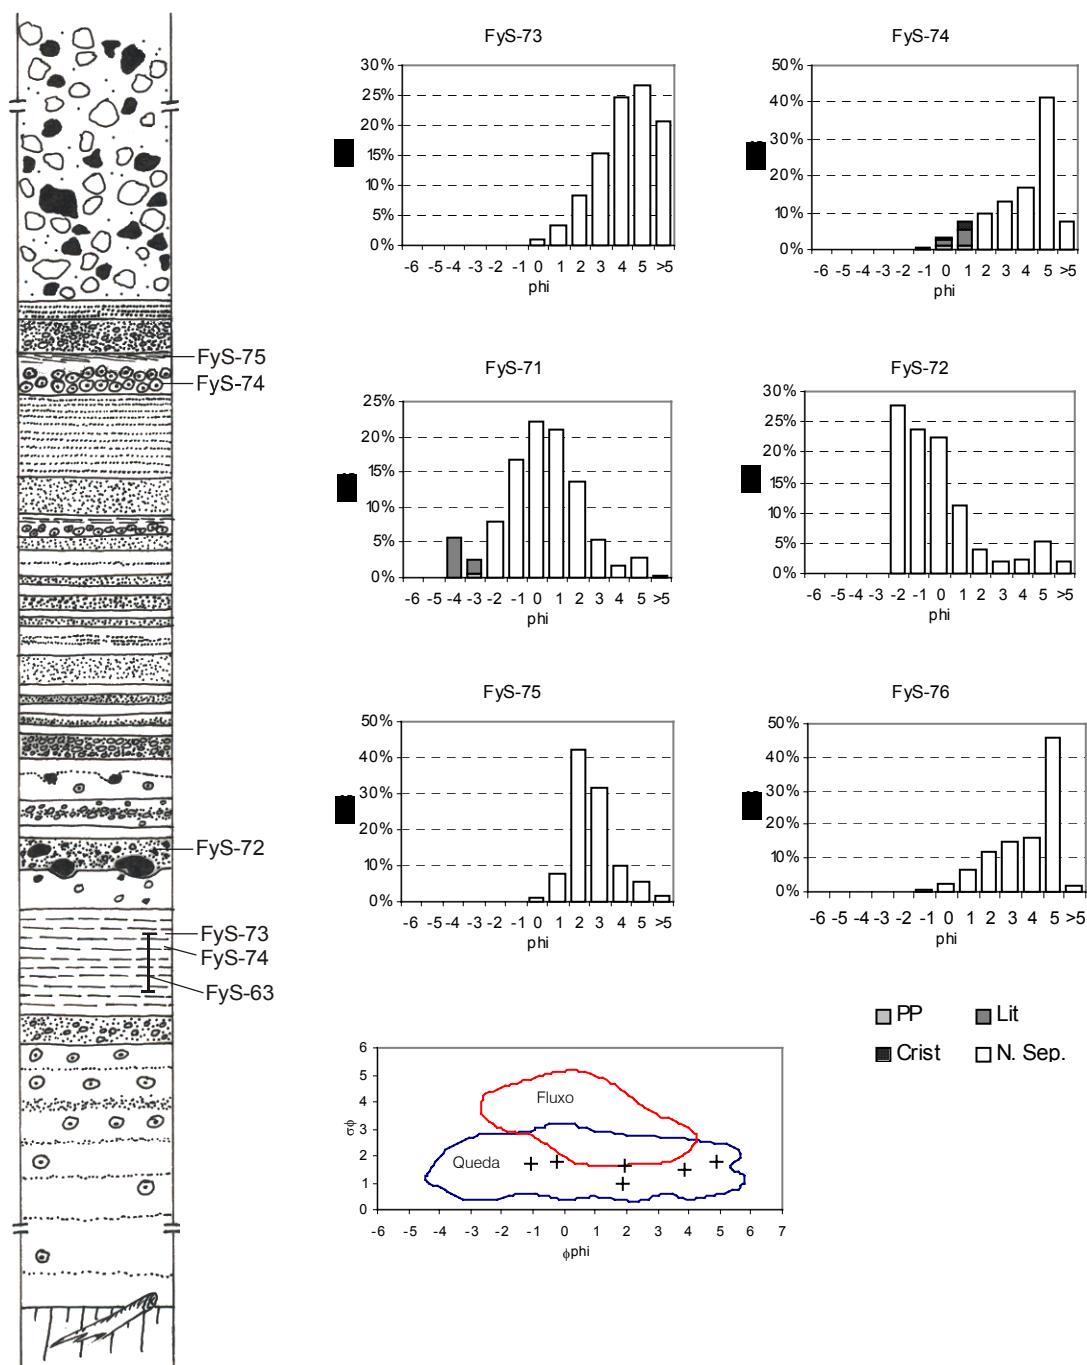 FyS-75
FyS-74
FyS-72
FyS-73
FyS-74
FyS-63
FyS-73
30%
25%
20%
15%
10%
5%
0%
-6 -5 -4 -3 -2 -1 0 1 2 3 4 5 >5
phi
FyS-74
50%
40%
30%
20%
10%
0%
-6 -5 -4 -3 -2 -1 0 1 2 3 4 5 >5
phi
FyS-71
25%
20%
15%
10%
5%
0%
-6 -5 -4 -3 -2 -1 0 1 2 3 4 5 >5
phi
FyS-72
30%
25%
20%
15%
10%
5%
0%
-6 -5 -4 -3 -2 -1 0 1 2 3 4 5 >5
phi
FyS-75
50%
40%
30%
20%
10%
0%
-6 -5 -4 -3 -2 -1 0 1 2 3 4 5 >5
phi
FyS-76
50%
40%
30%
20%
10%
0%
-6 -5 -4 -3 -2 -1 0 1 2 3 4 5 >5
phi
PP Lit
Crist N. Sep.
6
5
4
3
2
1
0
σϕ
Fluxo
Queda
-6 -5 -4 -3 -2 -1 0 1 2 3 4 5 6 7
ϕphi